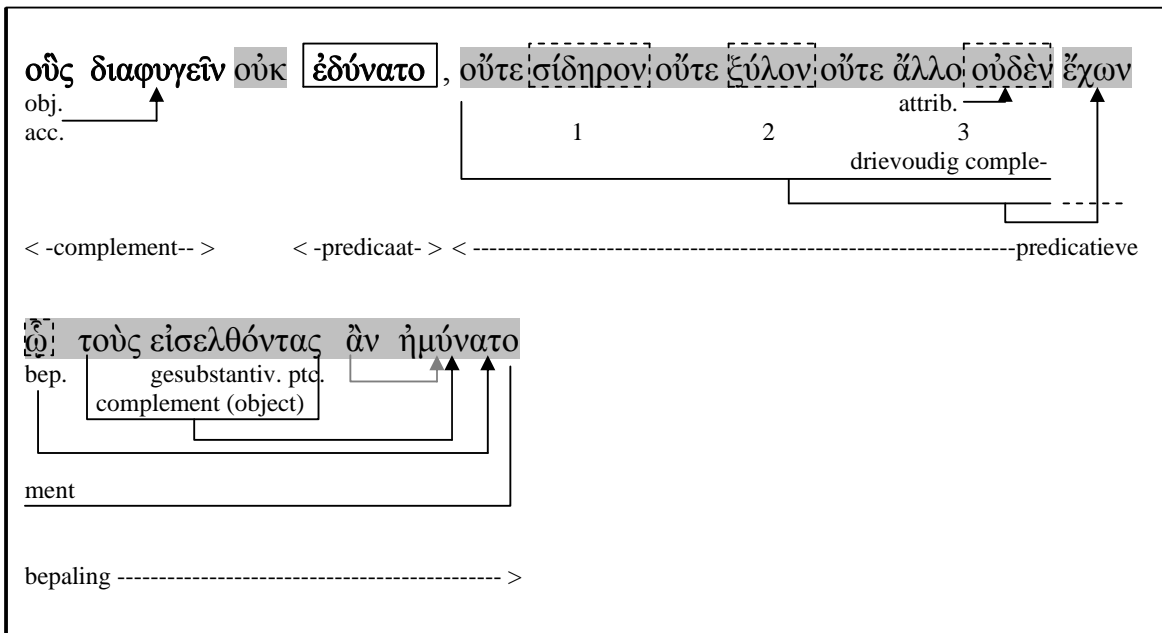 οὓς διαφυγεῖν οὐκ ἐδύνατο , οὔτε σίδηρον οὔτε ξύλον οὔτε ἄλλο οὐδὲν ἔχων
obj. attrib.
acc. 1 2 3
drievoudig comple-
< -complement-- > < -predicaat- > < -----------------------------------------------------------------predicatieve
ᾧ τοὺς εἰσελθόντας ἂν ἠμύνατο
bep. gesubstantiv. ptc.
complement (object)
ment
bepaling ---------------------------------------------- >